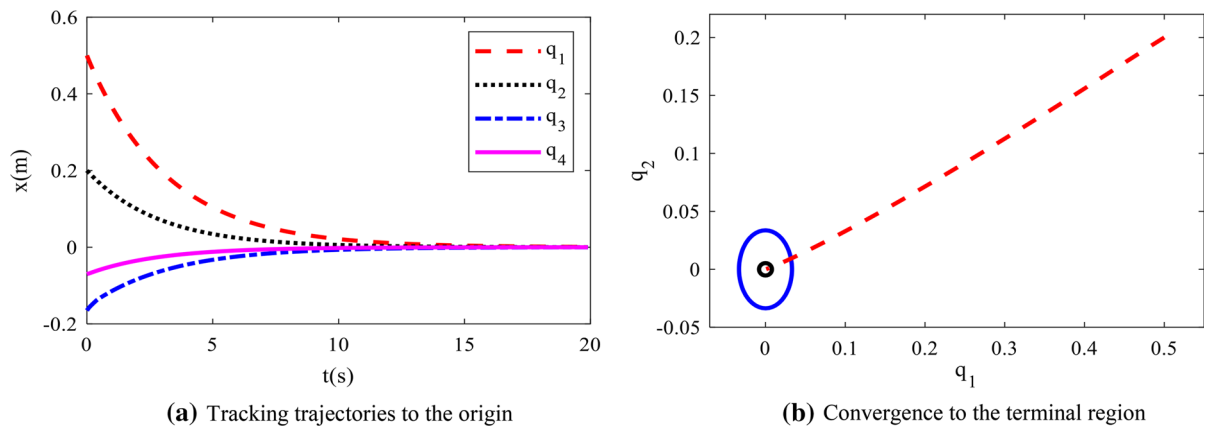 0.6
0.4
0.2
0
-0.2
x(m)
q1
q2
q3
q4
0 5 10 15 20
t(s)
(a) Tracking trajectories to the origin
0.2
0.15
0.1
0.05
0
-0.05
q2
0 0.1 0.2 0.3 0.4 0.5
q1
(b) Convergence to the terminal region